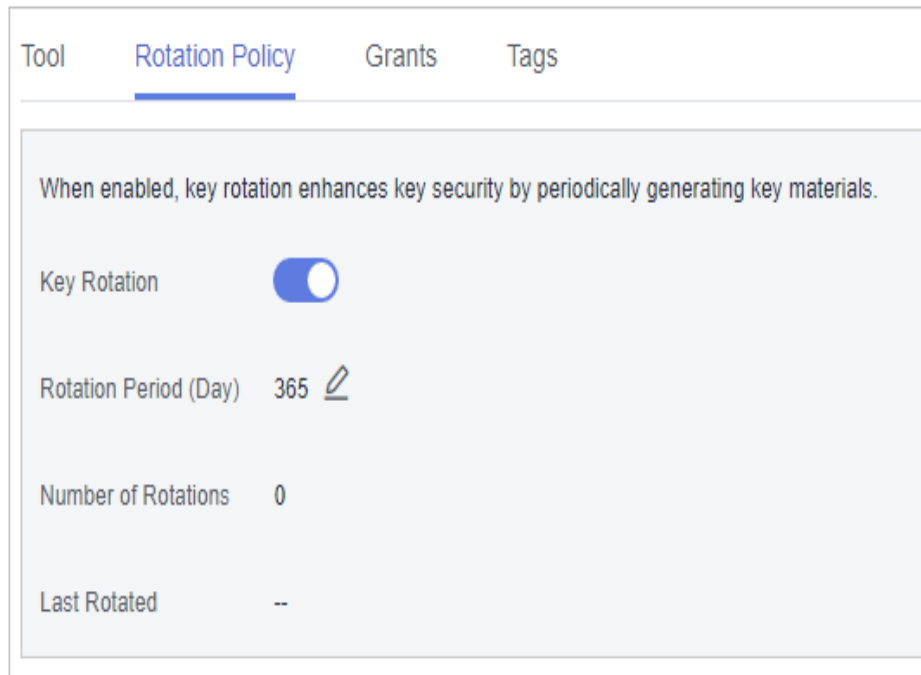 Tool Rotation Policy Grants Tags
When enabled, key rotation enhances key security by periodically generating key materials.
Key Rotation
Rotation Period (Day) 365
Number of Rotations 0
Last Rotated --